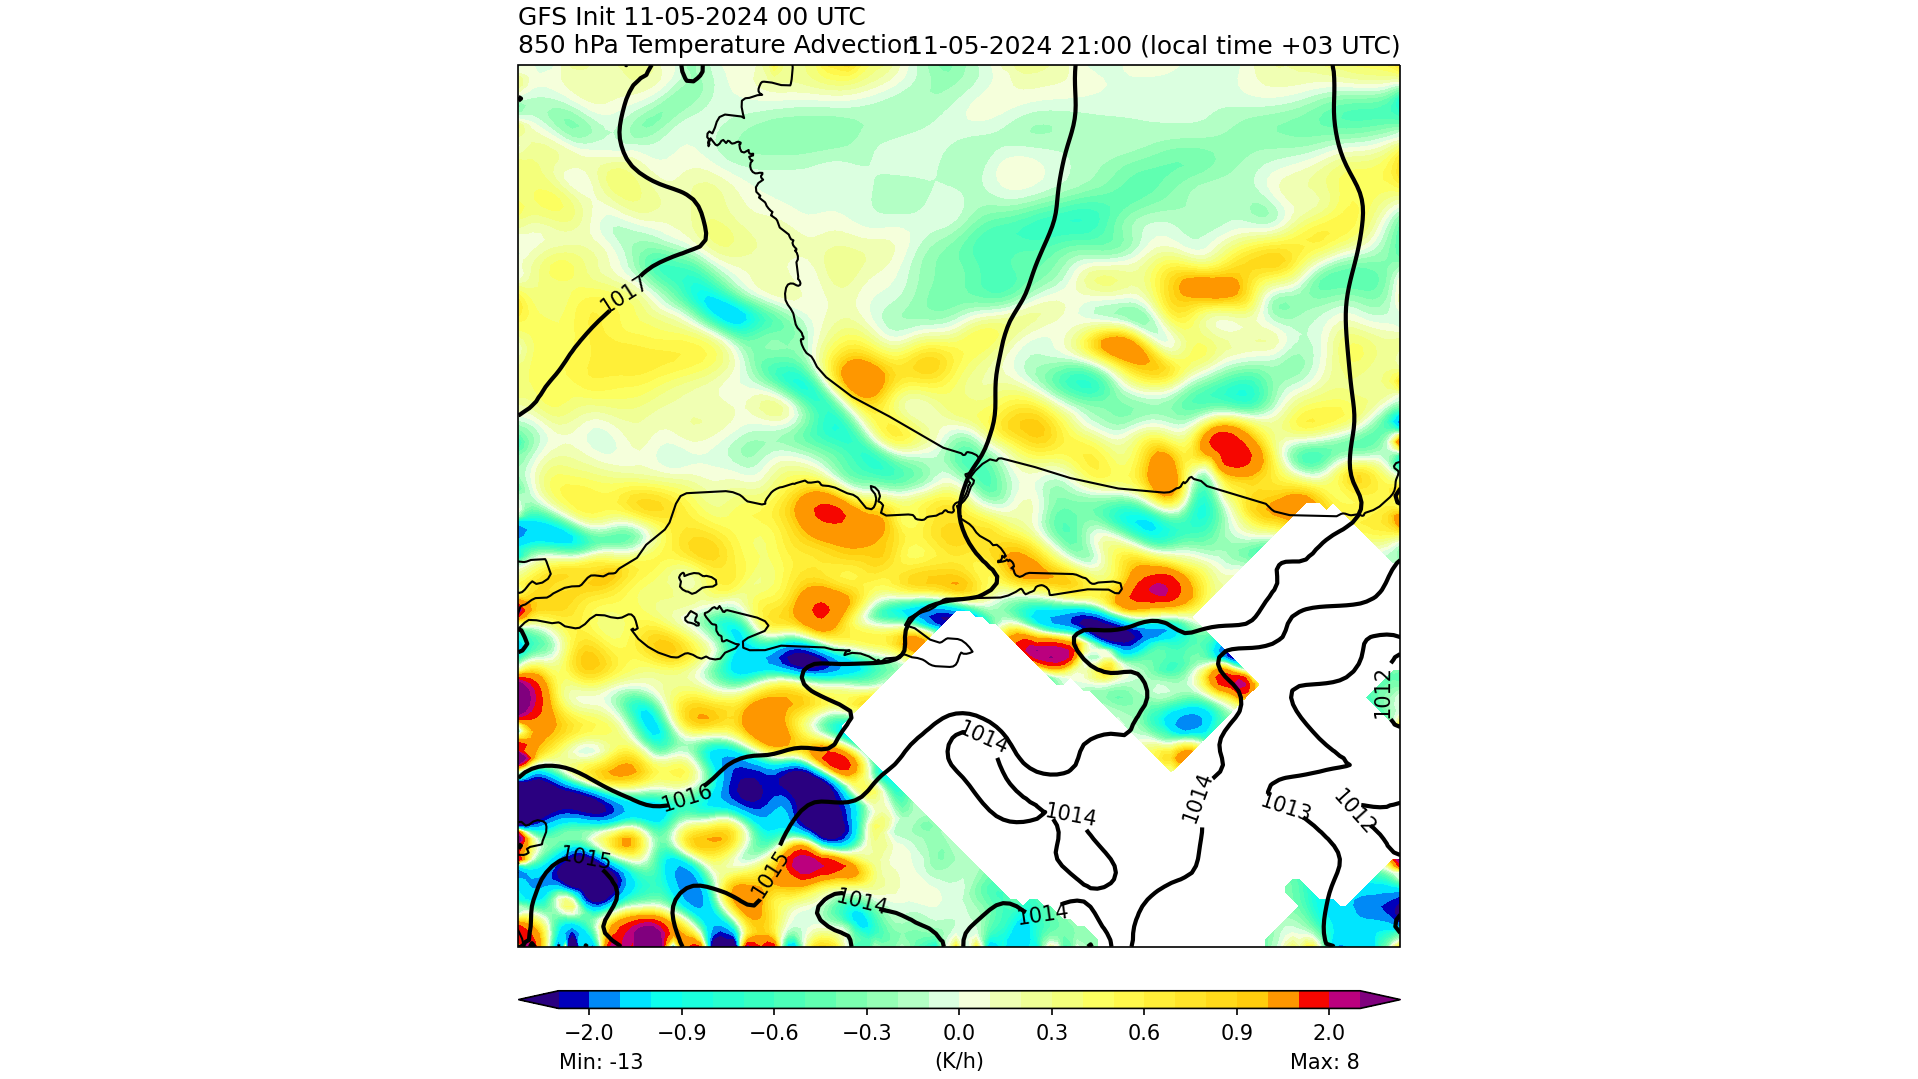 GFS Init 11-05-2024 00 UTC
850 hPa Temperature Advection
11-05-2024 21:00 (local time +03 UTC)
1017
1012
1014
1016
1014
1014
1013
1012
1015
1015
1014
1014
−2.0 −0.9 −0.6 −0.3 0.0 0.3 0.6 0.9 2.0
Min: -13 (K/h) Max: 8